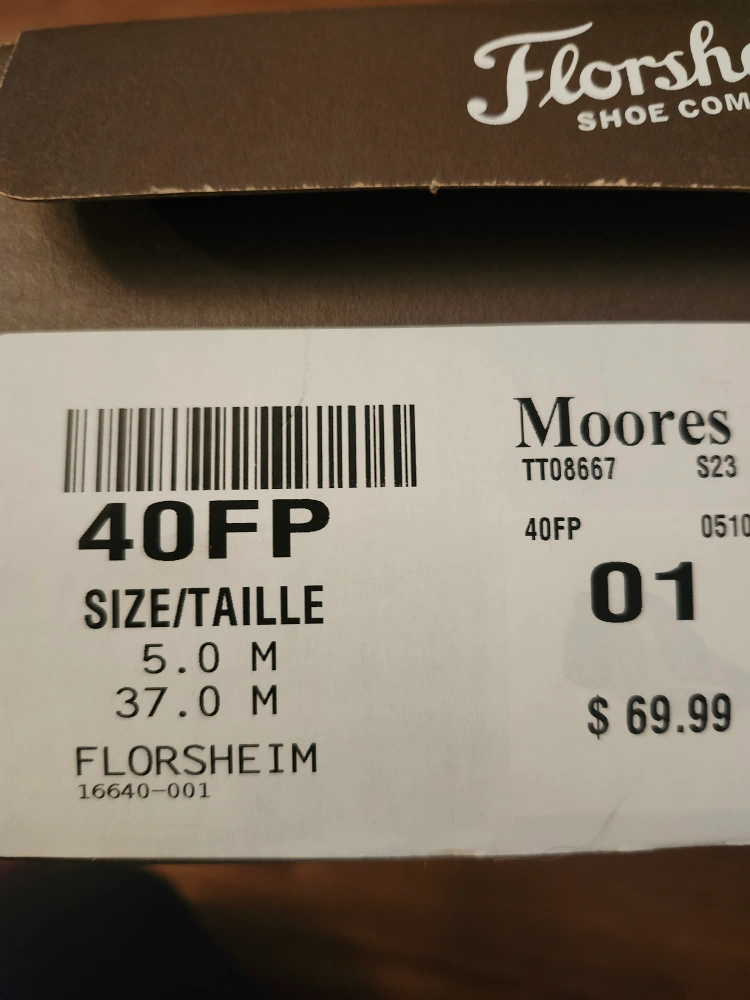 Florsh
SHOE COM
40FP
SIZE/TAILLE
5.0 M
37.0 M
FLORSHEIM
16640-001
Moores
TT08667 S23
40FP 0510
01
$ 69.99